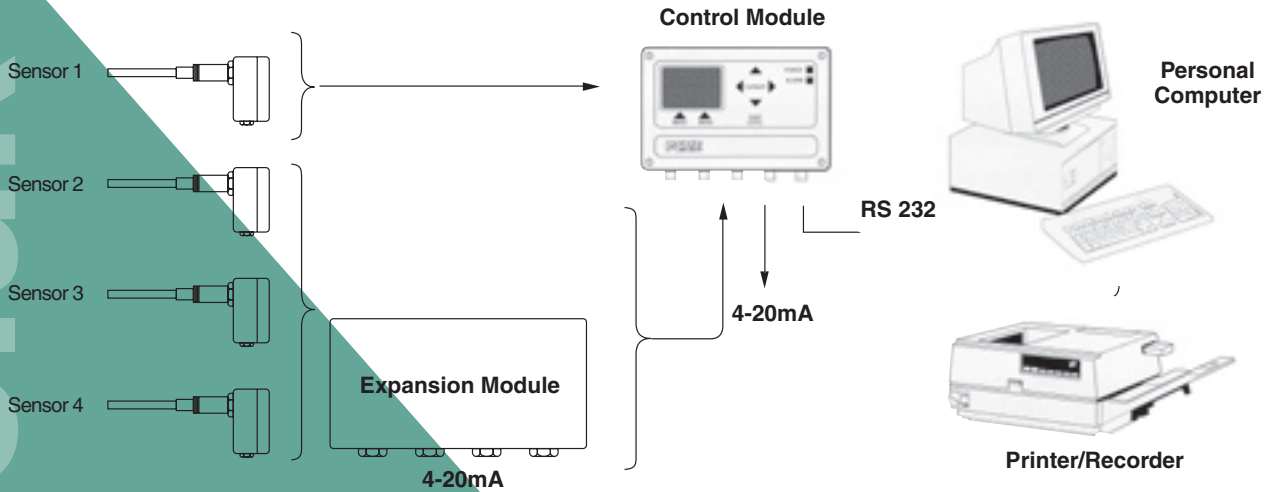 Control Module
Sensor 1
Personal
Computer
Sensor 2
RS 232
Sensor 3
4-20mA
Expansion Module
Sensor 4
Printer/Recorder
4-20mA